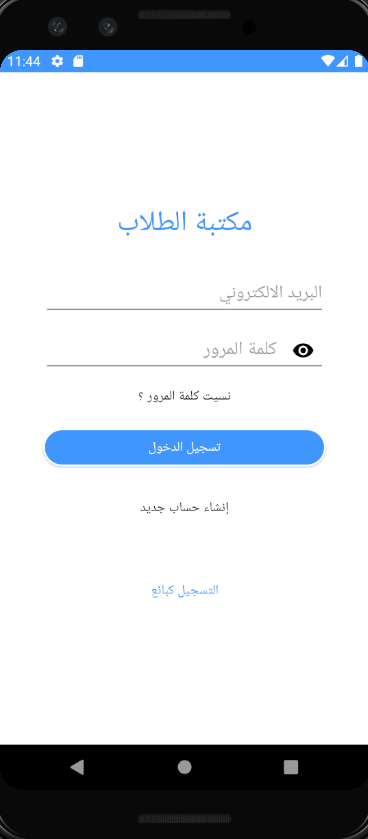 11:44
مكتبة الطلاب
البريد الالكتروني
كلمة المرور
نسيت كلمة المرور ؟
تسجيل الدخول
إنشاء حساب جديد
التسجيل كبائع